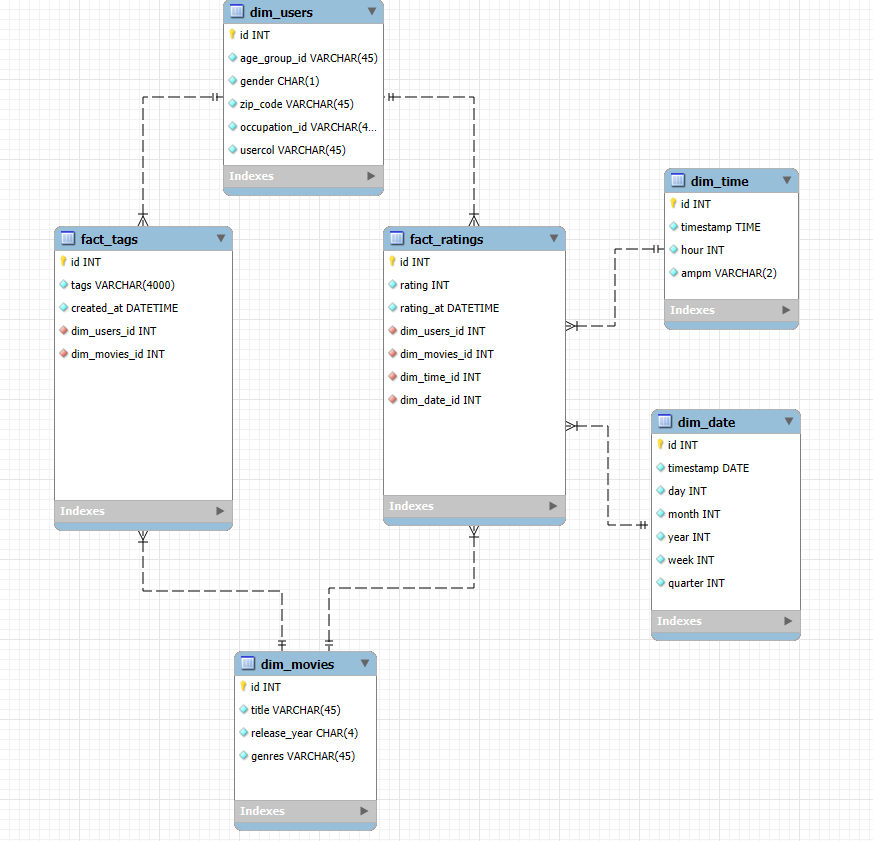 dim_users
id INT
age_group_id VARCHAR(45)
gender CHAR(1)
zip_code VARCHAR(45)
occupation_id VARCHAR(4...
usercol VARCHAR(45)
Indexes
fact_tags
id INT
tags VARCHAR(4000)
created_at DATETIME
dim_users_id INT
dim_movies_id INT
Indexes
fact_ratings
id INT
rating INT
rating_at DATETIME
dim_users_id INT
dim_movies_id INT
dim_time_id INT
dim_date_id INT
Indexes
dim_time
id INT
timestamp TIME
hour INT
ampm VARCHAR(2)
Indexes
dim_date
id INT
timestamp DATE
day INT
month INT
year INT
week INT
quarter INT
Indexes
dim_movies
id INT
title VARCHAR(45)
release_year CHAR(4)
genres VARCHAR(45)
Indexes